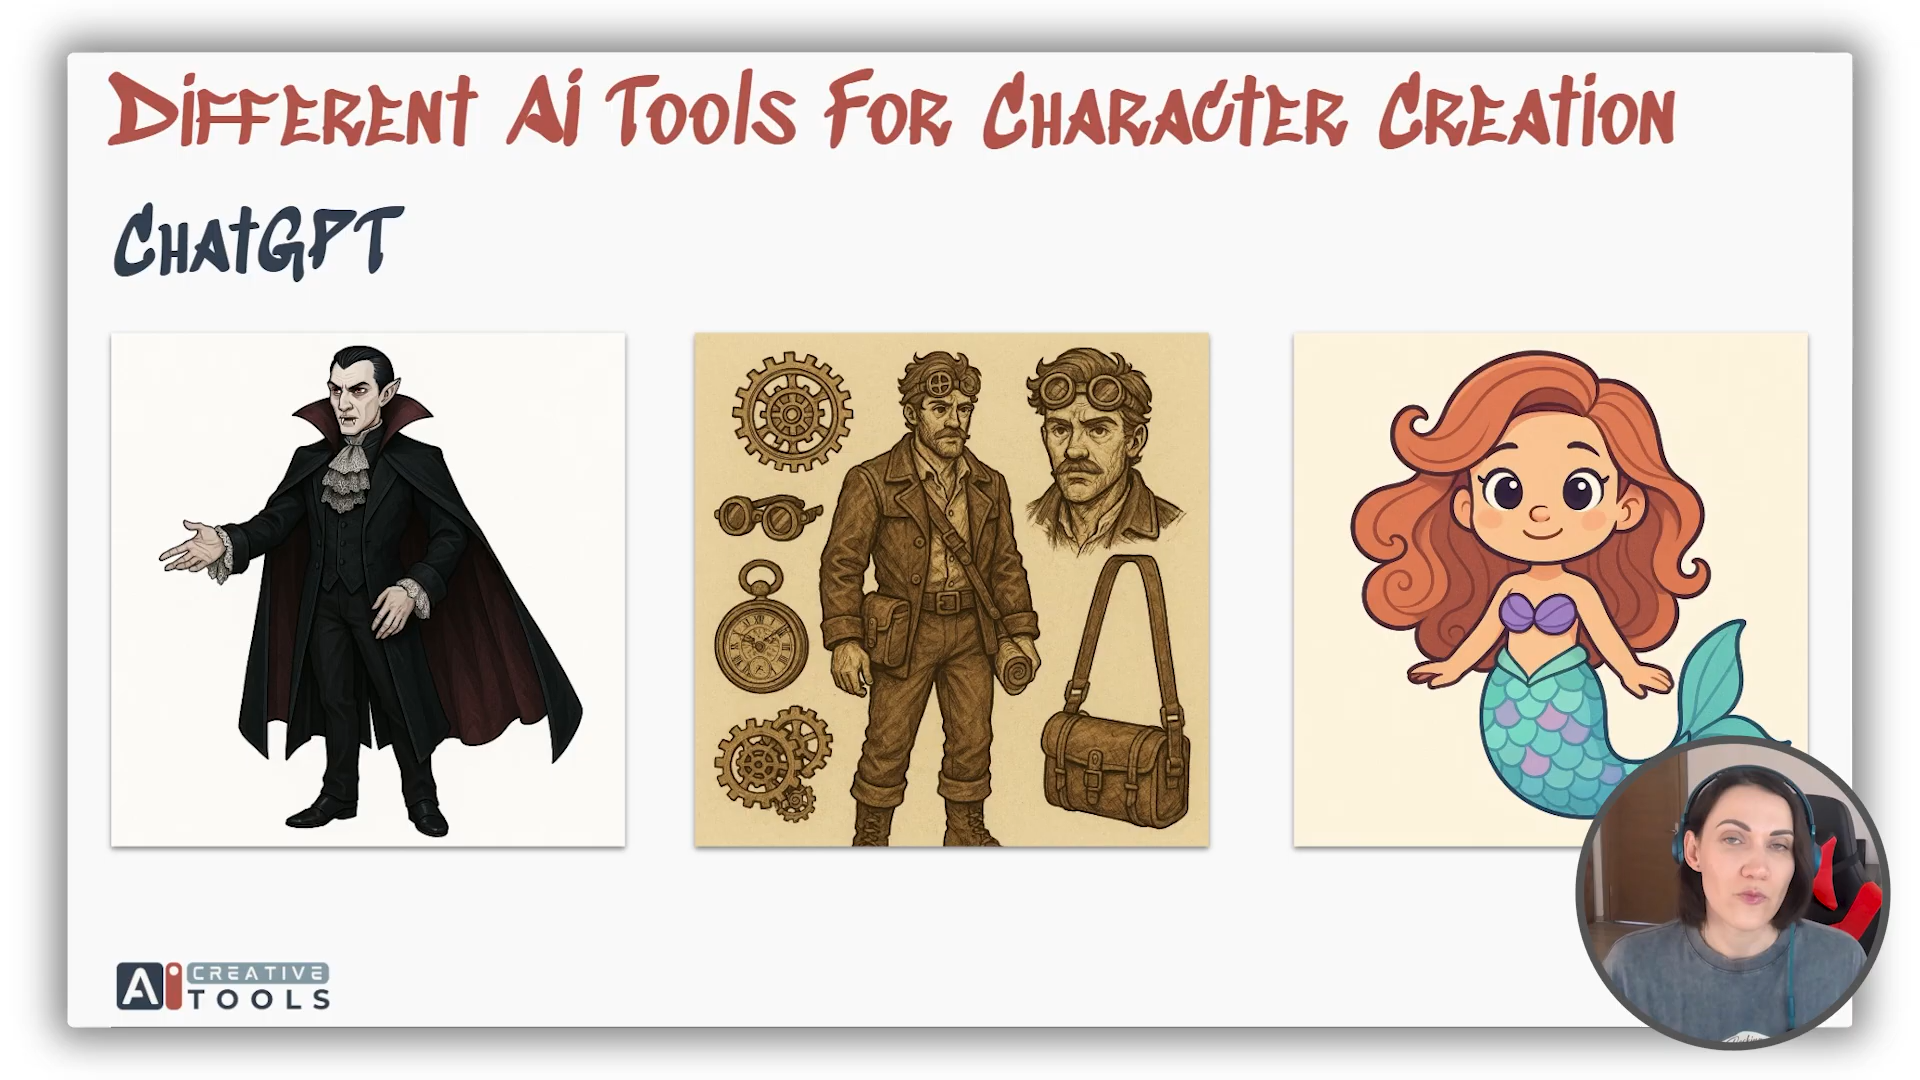 Different Ai Tools For Character Creation
ChatGPT
Ai CREATIVE
TOOLS